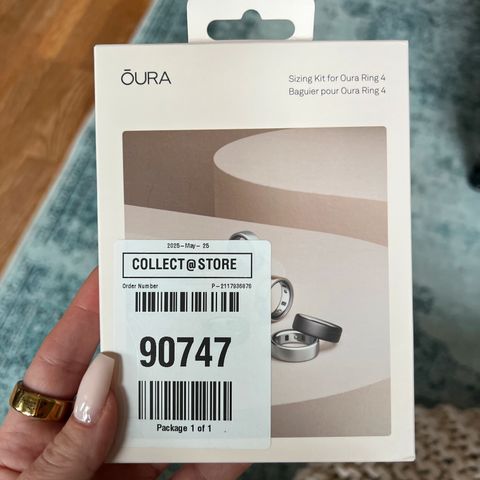 ŌURA
Sizing Kit for Oura Ring 4
Baguier pour Oura Ring 4
2025-May-25
COLLECT@STORE
Order Number P-2117936076
90747
Package 1 of 1